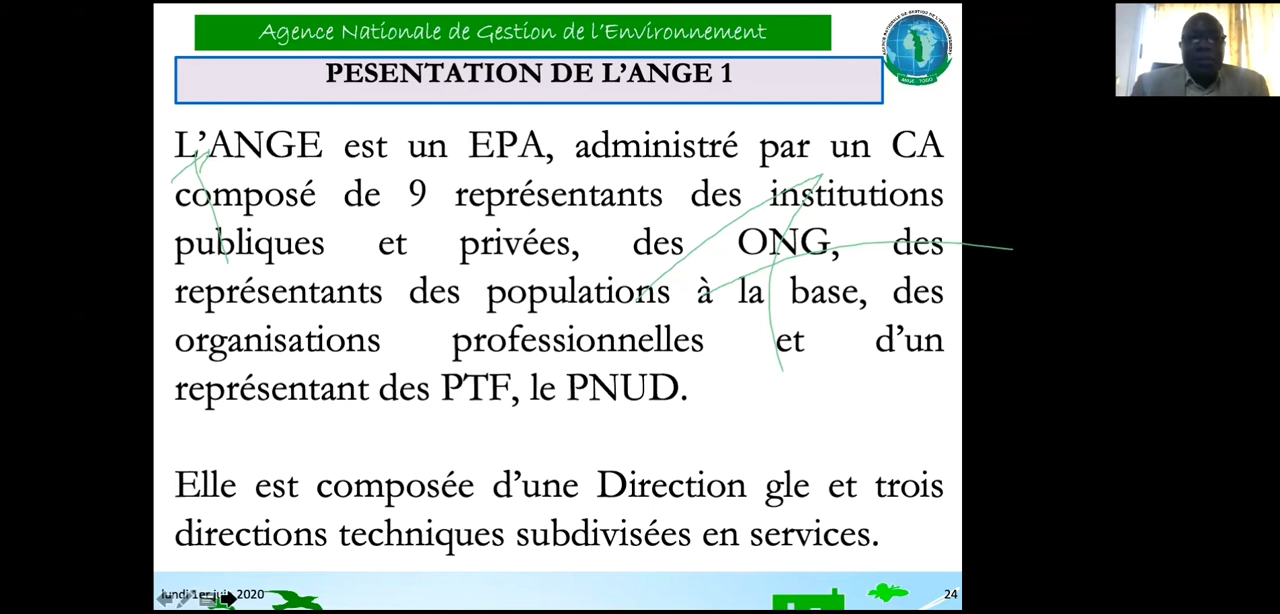 Agence Nationale de Gestion de l'Environnement
PESENTATION DE L'ANGE 1
L'ANGE est un EPA, administré par un CA
composé de 9 représentants des institutions
publiques et privées, des ONG, des
représentants des populations à la base, des
organisations professionnelles et d'un
représentant des PTF, le PNUD.
Elle est composée d'une Direction gle et trois
directions techniques subdivisées en services.
lundi 1er 2020
24